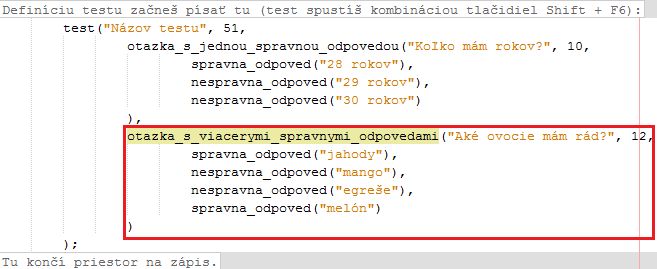 Definíciu testu začneš písať tu (test spustíš kombináciou tlačidiel Shift + F6):
test("Názov testu", 51,
otazka_s_jednou_spravnou_odpovedou("Koľko mám rokov?", 10,
spravna_odpoved("28 rokov"),
nespravna_odpoved("29 rokov"),
nespravna_odpoved("30 rokov")
),
otazka_s_viacerymi_spravnymi_odpovedami("Aké ovocie mám rád?", 12,
spravna_odpoved("jahody"),
nespravna_odpoved("mango"),
nespravna_odpoved("egreše"),
spravna_odpoved("melón")
)
);
Tu končí priestor na zápis.